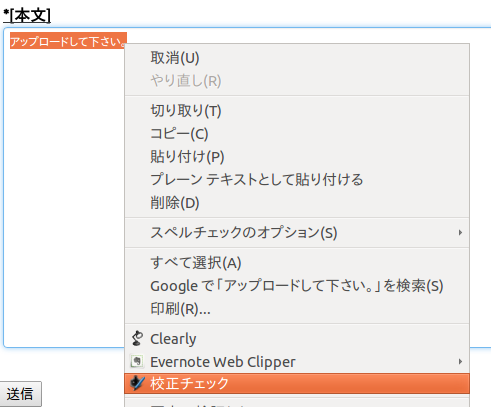 *[本文]
アップロードして下さい。
取消(U)
やり直し(R)
切り取り(T)
コピー(C)
貼り付け(P)
プレーン テキストとして貼り付ける
削除(D)
スペルチェックのオプション(S)
すべて選択(A)
Google で「アップロードして下さい。」を検索(S)
印刷(R)...
Clearly
Evernote Web Clipper
校正チェック
送信